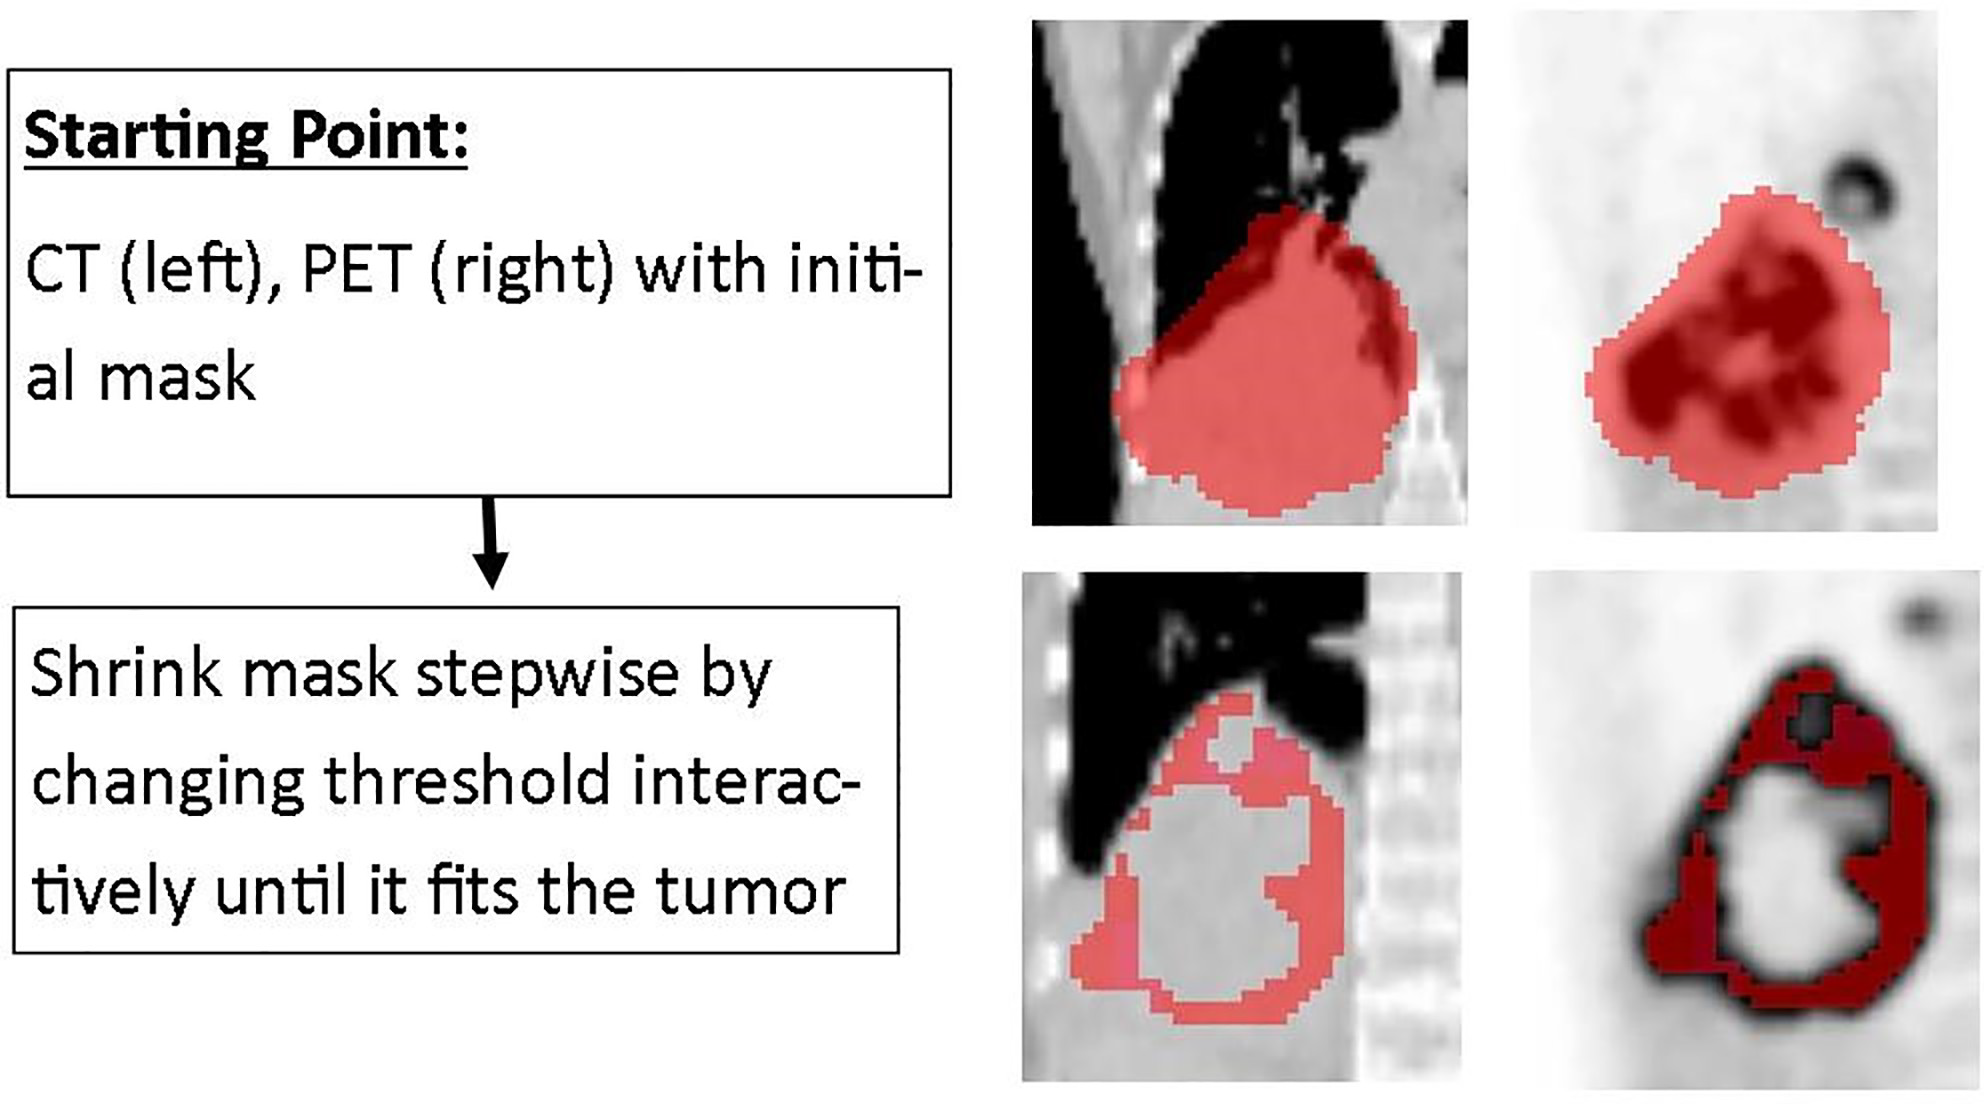 Starting Point:
CT (left), PET (right) with initi-
al mask
Shrink mask stepwise by
changing threshold interac-
tively until it fits the tumor